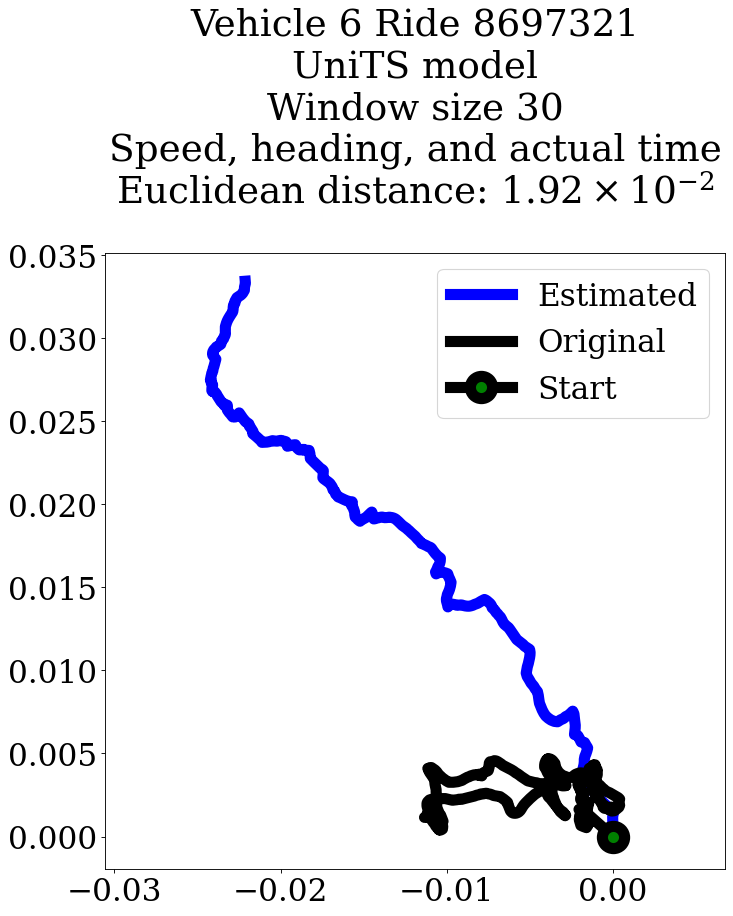 Vehicle 6 Ride 8697321
UniTS model
Window size 30
Speed, heading, and actual time
Euclidean distance: 1.92 × 10⁻²
0.035
0.030
0.025
0.020
0.015
0.010
0.005
0.000
Estimated
Original
Start
−0.03 −0.02 −0.01 0.00